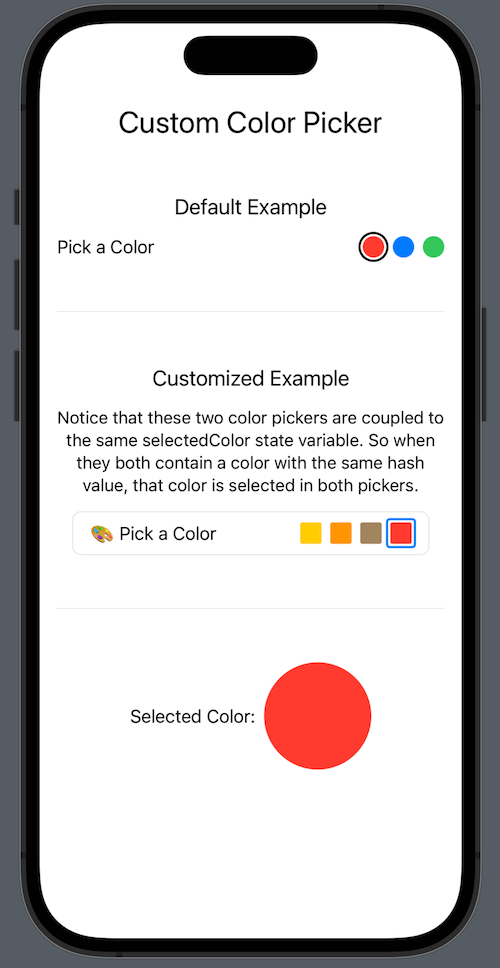 Custom Color Picker
Default Example
Pick a Color
Customized Example
Notice that these two color pickers are coupled to
the same selectedColor state variable. So when
they both contain a color with the same hash
value, that color is selected in both pickers.
🎨 Pick a Color
Selected Color: